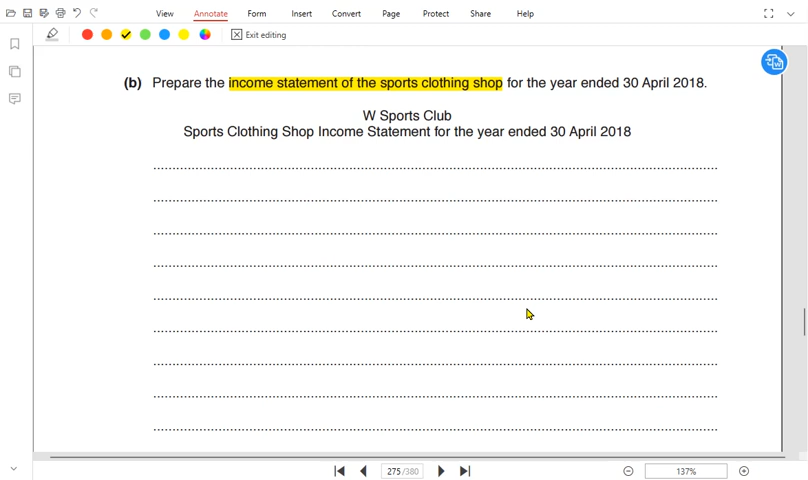 View Annotate Form Insert Convert Page Protect Share Help
Exit editing
(b) Prepare the income statement of the sports clothing shop for the year ended 30 April 2018.
W Sports Club
Sports Clothing Shop Income Statement for the year ended 30 April 2018
275 /380
137%